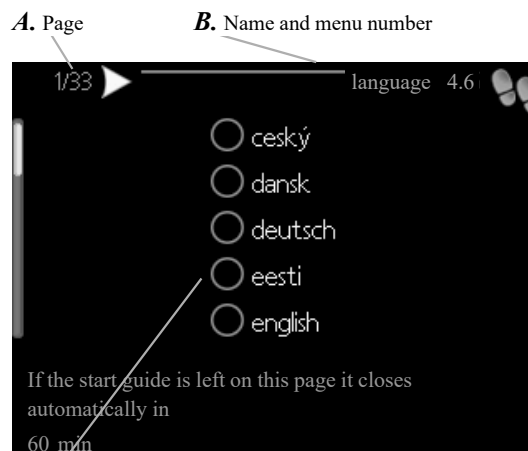 A. Page
B. Name and menu number
1/33
language 4.6
ceský
dansk
deutsch
eesti
english
If the start guide is left on this page it closes
automatically in
60 min